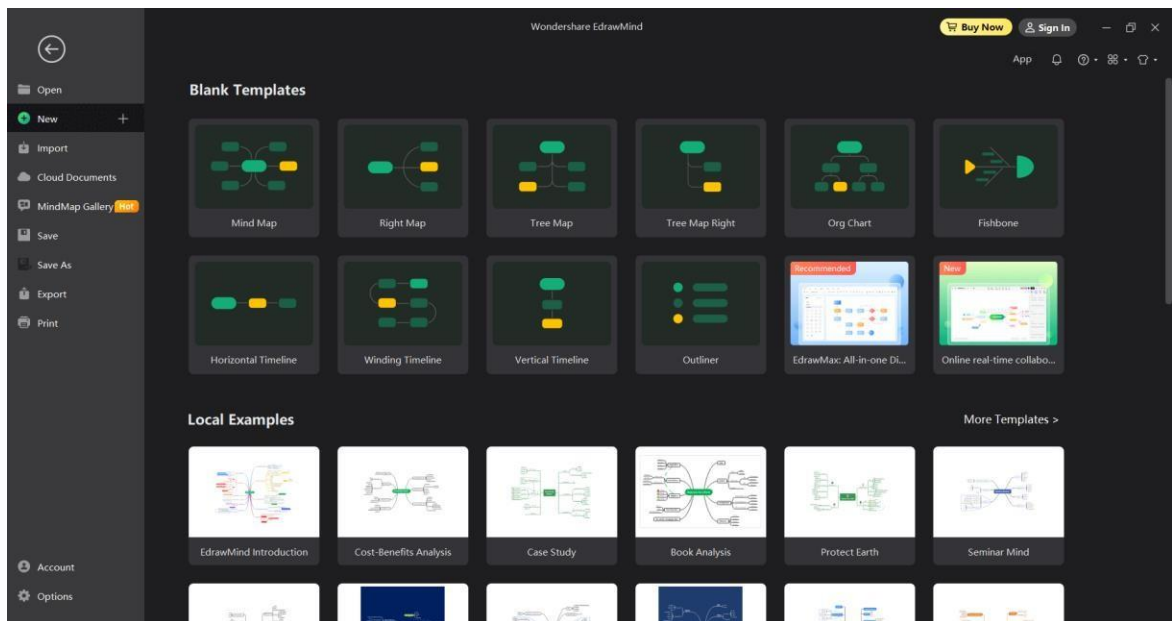 Wondershare EdrawMind
Buy Now
Sign In
App
Open
New
Import
Cloud Documents
MindMap Gallery Hot
Save
Save As
Export
Print
Account
Options
Blank Templates
Mind Map
Right Map
Tree Map
Tree Map Right
Org Chart
Fishbone
Recommended
New
Horizontal Timeline
Winding Timeline
Vertical Timeline
Outliner
EdrawMax: All-in-one Di...
Online real-time collabo...
Local Examples
More Templates >
EdrawMind Introduction
Cost-Benefits Analysis
Case Study
Book Analysis
Protect Earth
Seminar Mind